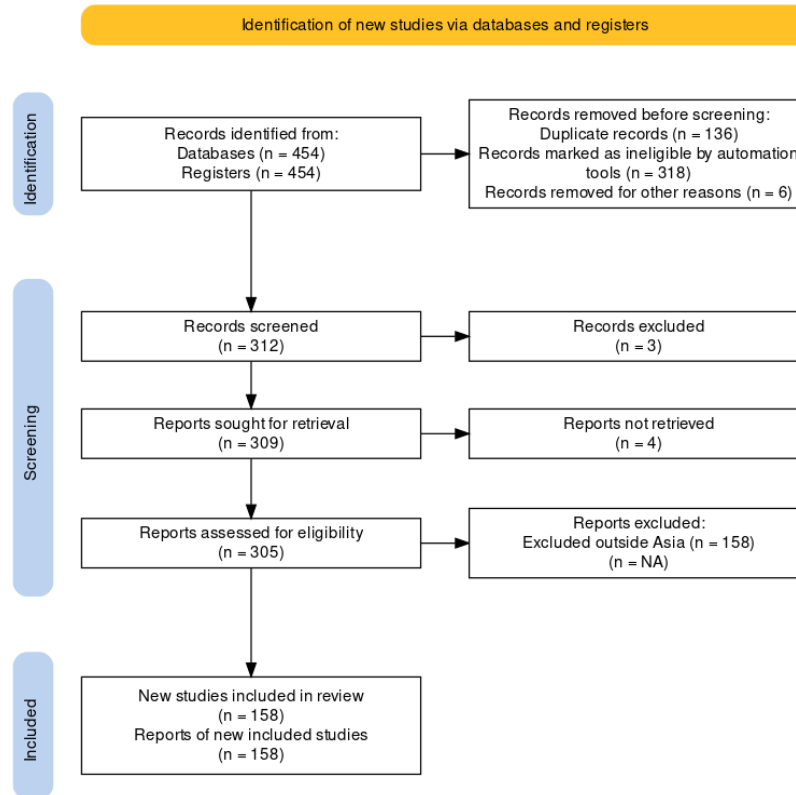 Identification of new studies via databases and registers
Identification
Records identified from:
Databases (n = 454)
Registers (n = 454)
Records removed before screening:
Duplicate records (n = 136)
Records marked as ineligible by automation
tools (n = 318)
Records removed for other reasons (n = 6)
Screening
Records screened
(n = 312)
Records excluded
(n = 3)
Reports sought for retrieval
(n = 309)
Reports not retrieved
(n = 4)
Reports assessed for eligibility
(n = 305)
Reports excluded:
Excluded outside Asia (n = 158)
(n = NA)
Included
New studies included in review
(n = 158)
Reports of new included studies
(n = 158)